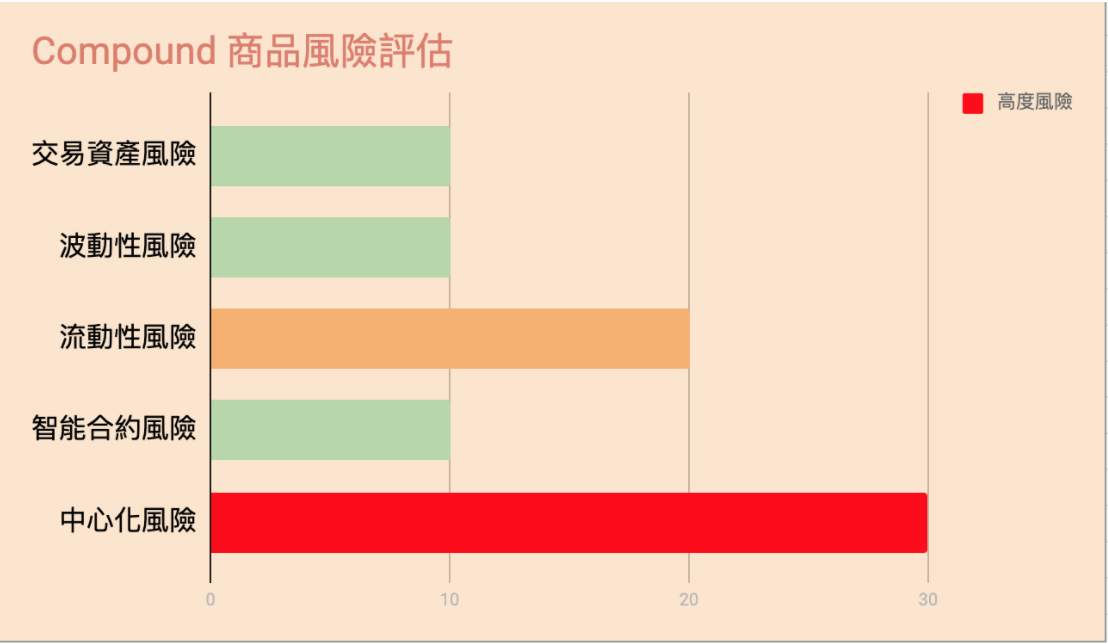 Compound 商品風險評估
高度風險
交易資產風險
波動性風險
流動性風險
智能合約風險
中心化風險
0 10 20 30